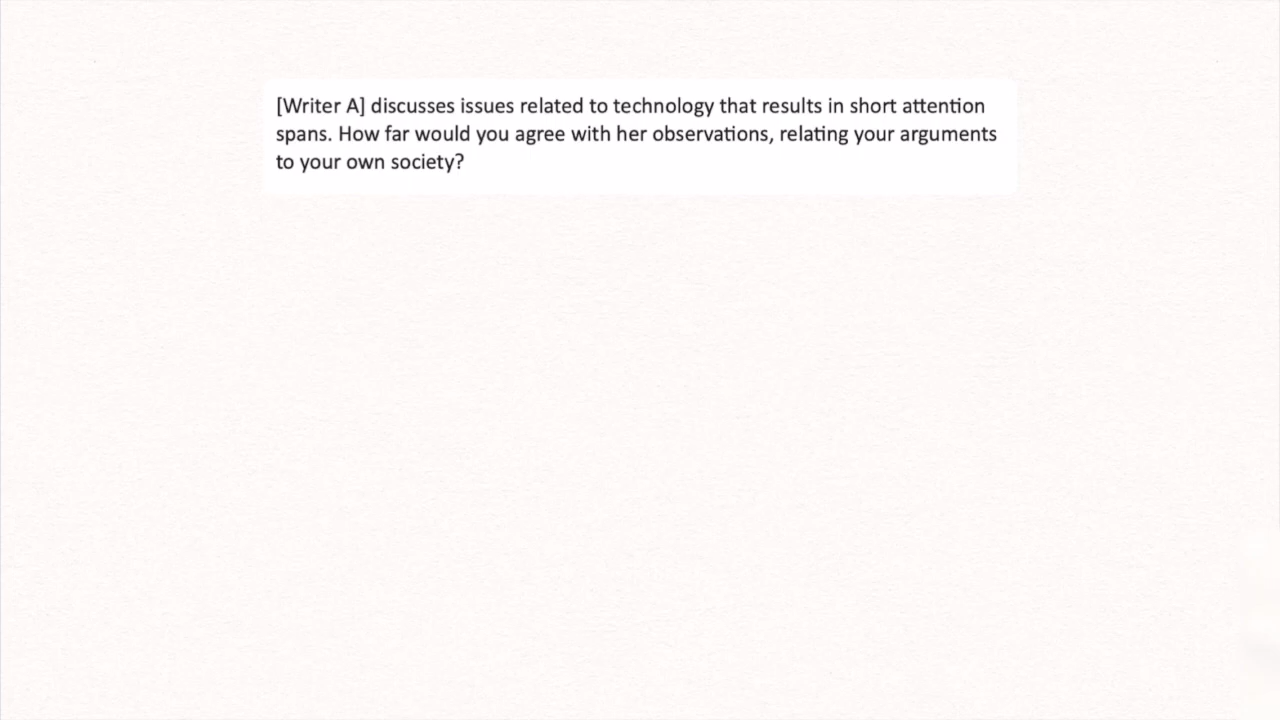 [Writer A] discusses issues related to technology that results in short attention
spans. How far would you agree with her observations, relating your arguments
to your own society?